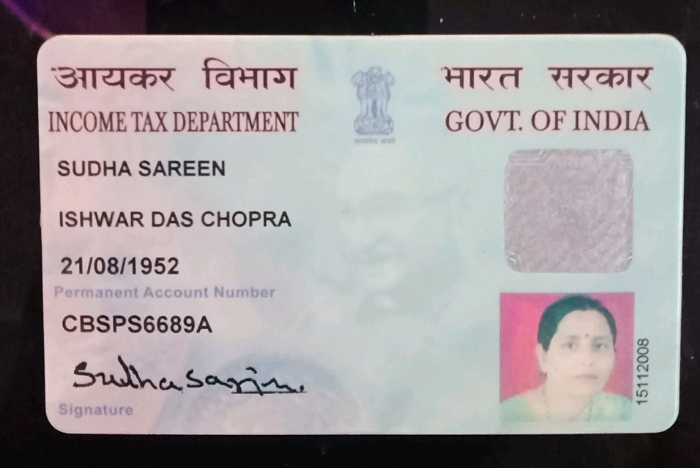 आयकर विभाग
INCOME TAX DEPARTMENT
भारत सरकार
GOVT. OF INDIA
SUDHA SAREEN
ISHWAR DAS CHOPRA
21/08/1952
Permanent Account Number
CBSPS6689A
Sudha Sarin
Signature
15112008